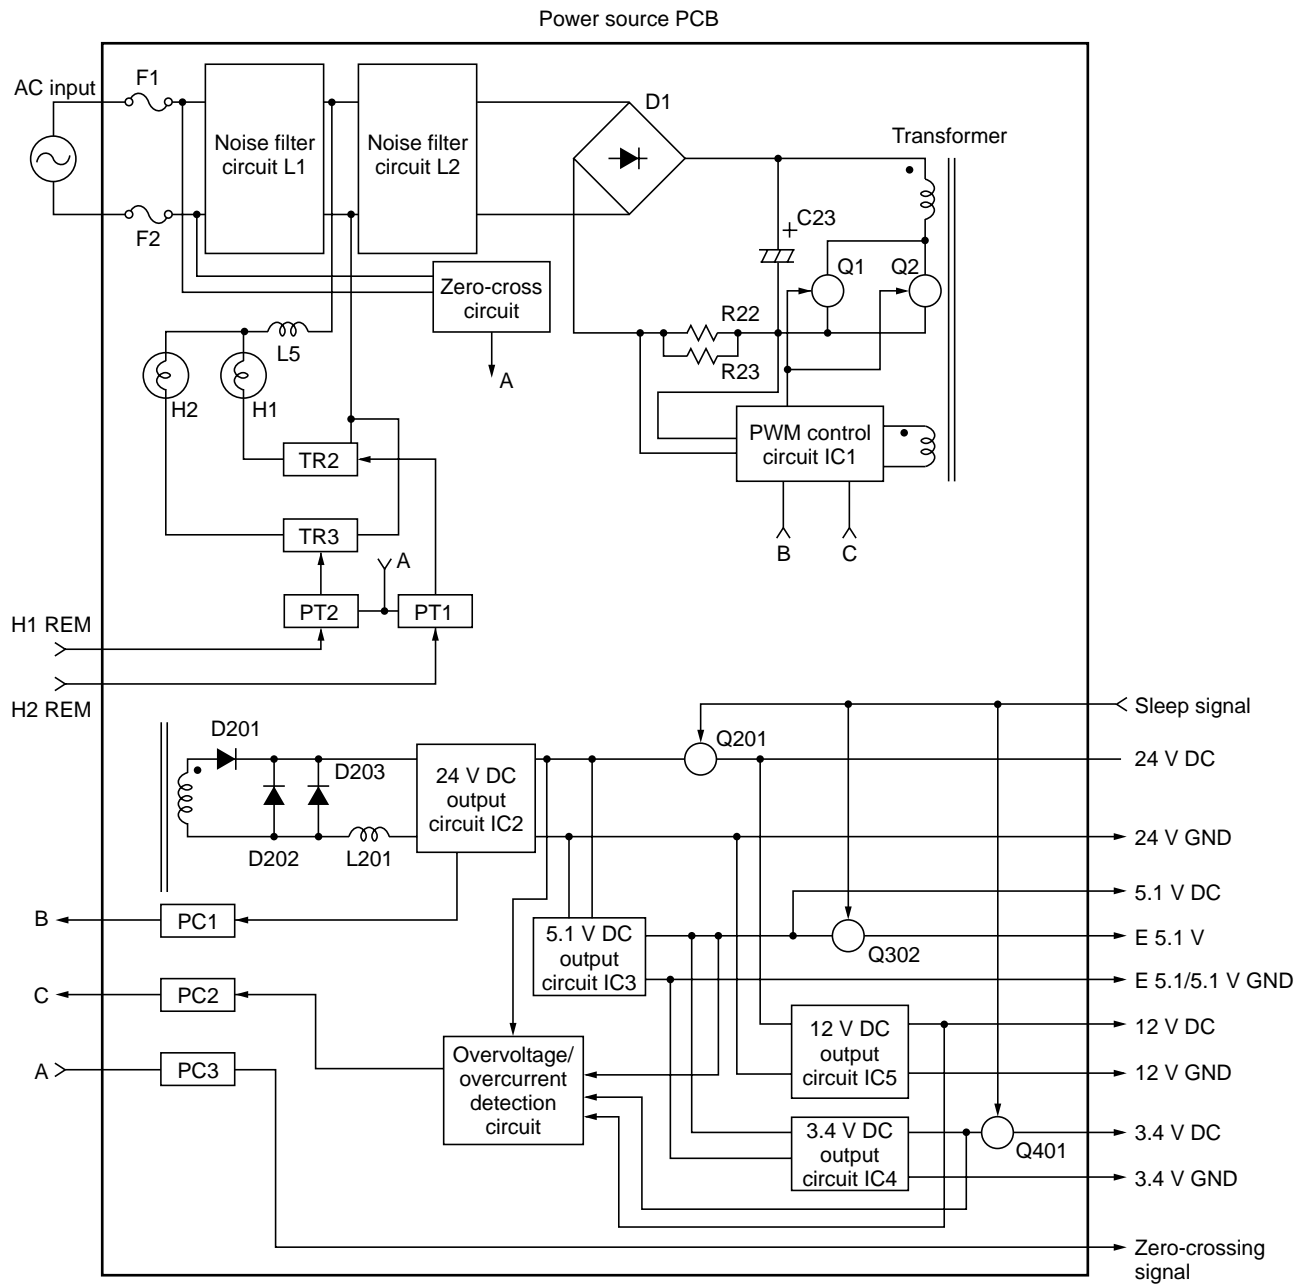 Power source PCB
AC input
F1
F2
Noise filter
circuit L1
Noise filter
circuit L2
D1
Transformer
C23
+
Q1
Q2
R22
R23
Zero-cross
circuit
A
L5
H2
H1
TR2
TR3
PWM control
circuit IC1
B
C
A
PT2
PT1
H1 REM
H2 REM
Sleep signal
D201
D203
D202
L201
24 V DC
output
circuit IC2
Q201
24 V DC
24 V GND
5.1 V DC
B
PC1
5.1 V DC
output
circuit IC3
Q302
E 5.1 V
E 5.1/5.1 V GND
C
PC2
12 V DC
output
circuit IC5
12 V DC
12 V GND
A
PC3
Overvoltage/
overcurrent
detection
circuit
3.4 V DC
output
circuit IC4
Q401
3.4 V DC
3.4 V GND
Zero-crossing
signal